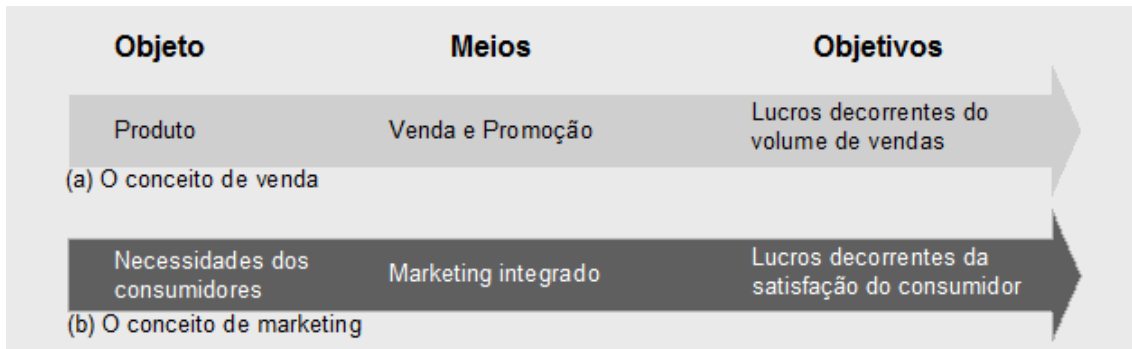 Objeto Meios Objetivos
Produto Venda e Promoção Lucros decorrentes do
volume de vendas
(a) O conceito de venda
Necessidades dos
consumidores Marketing integrado Lucros decorrentes da
satisfação do consumidor
(b) O conceito de marketing